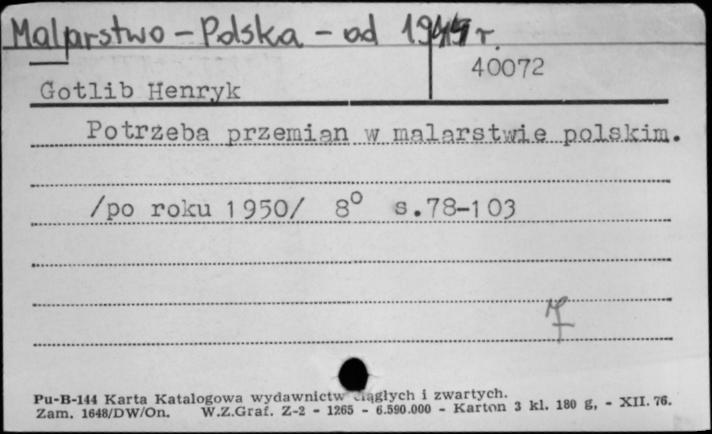 Malarstwo - Polska - od 1945 r.
40072
Gotlib Henryk
Potrzeba przemian w malarstwie polskim.
/po roku 1950/ 8° s.78-103
Pu-B-144 Karta Katalogowa wydawnictw ciągłych i zwartych.
Zam. 1648/DW/On. W.Z.Graf. Z-2 - 1265 - 6.590.000 - Karton 3 kl. 180 g, - XII. 76.